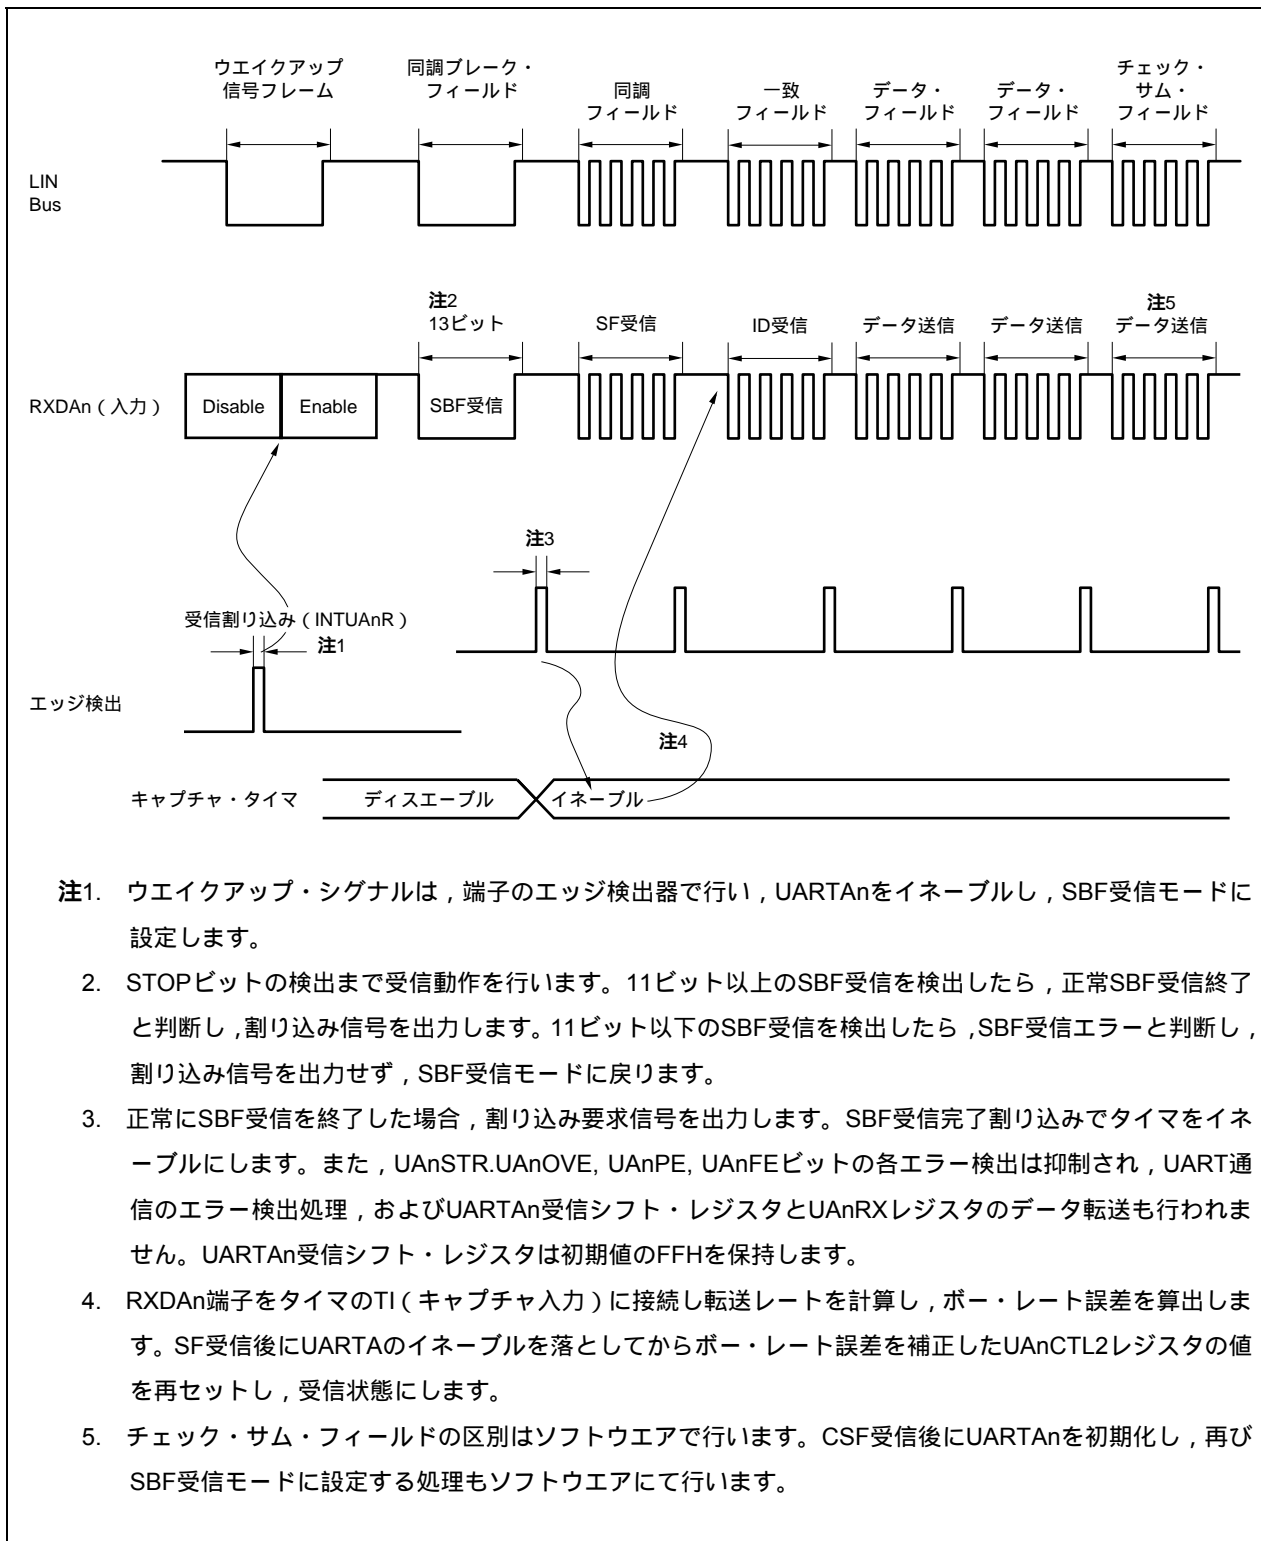 ウエイクアップ
信号フレーム
同調ブレーク・
フィールド
同調
フィールド
一致
フィールド
データ・
フィールド
データ・
フィールド
チェック・
サム・
フィールド
LIN
Bus
注2
13ビット
SF受信
ID受信
データ送信
データ送信
注5
データ送信
RXDAn（入力）
Disable
Enable
SBF受信
注3
受信割り込み（INTUAnR）
注1
エッジ検出
注4
キャプチャ・タイマ
ディスエーブル
イネーブル
注1. ウエイクアップ・シグナルは，端子のエッジ検出器で行い，UARTAnをイネーブルし，SBF受信モードに
設定します。
2. STOPビットの検出まで受信動作を行います。11ビット以上のSBF受信を検出したら，正常SBF受信終了
と判断し，割り込み信号を出力します。11ビット以下のSBF受信を検出したら，SBF受信エラーと判断し，
割り込み信号を出力せず，SBF受信モードに戻ります。
3. 正常にSBF受信を終了した場合，割り込み要求信号を出力します。SBF受信完了割り込みでタイマをイネ
ーブルにします。また，UAnSTR.UAnOVE, UAnPE, UAnFEビットの各エラー検出は抑制され，UART通
信のエラー検出処理，およびUARTAn受信シフト・レジスタとUAnRXレジスタのデータ転送も行われま
せん。UARTAn受信シフト・レジスタは初期値のFFHを保持します。
4. RXDAn端子をタイマのTI（キャプチャ入力）に接続し転送レートを計算し，ボー・レート誤差を算出しま
す。SF受信後にUARTAのイネーブルを落としてからボー・レート誤差を補正したUAnCTL2レジスタの値
を再セットし，受信状態にします。
5. チェック・サム・フィールドの区別はソフトウエアで行います。CSF受信後にUARTAnを初期化し，再び
SBF受信モードに設定する処理もソフトウエアにて行います。